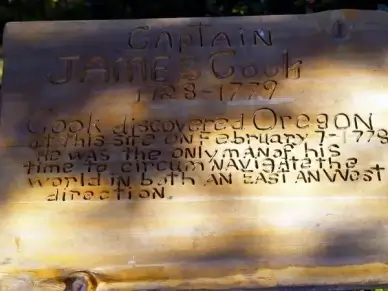 CAPTAIN
JAMES Cook
1728-1779
Cook discovered OREGON
at this site ON February 7-1778
He was the only man of his
time to circumNAVIGATE the
world in both AN EAST AN West
direction.